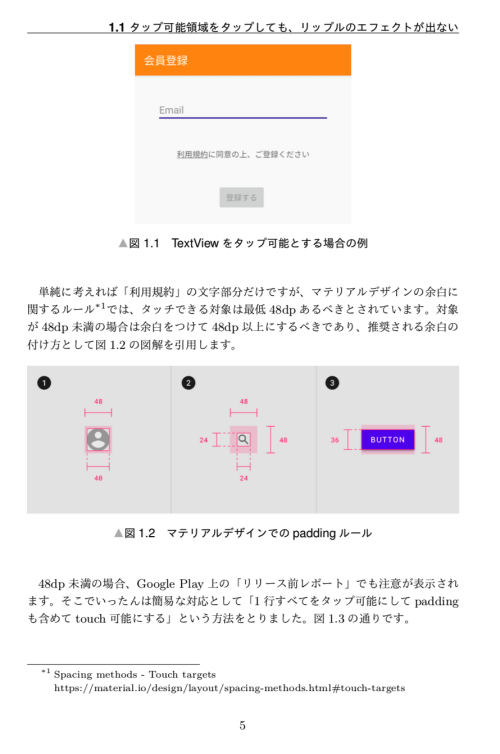 1.1 タップ可能領域をタップしても、リップルのエフェクトが出ない
会員登録
Email
利用規約に同意の上、ご登録ください
登録する
▲図 1.1 TextView をタップ可能とする場合の例
単純に考えれば「利用規約」の文字部分だけですが、マテリアルデザインの余白に
関するルール*1では、タッチできる対象は最低 48dp あるべきとされています。対象
が 48dp 未満の場合は余白をつけて 48dp 以上にするべきであり、推奨される余白の
付け方として図 1.2 の図解を引用します。
1
48
48
2
48
24
48
24
3
36
BUTTON
48
▲図 1.2 マテリアルデザインでの padding ルール
48dp 未満の場合、Google Play 上の「リリース前レポート」でも注意が表示され
ます。そこでいったんは簡易な対応として「1 行すべてをタップ可能にして padding
も含めて touch 可能にする」という方法をとりました。図 1.3 の通りです。
*1 Spacing methods - Touch targets
https://material.io/design/layout/spacing-methods.html#touch-targets
5